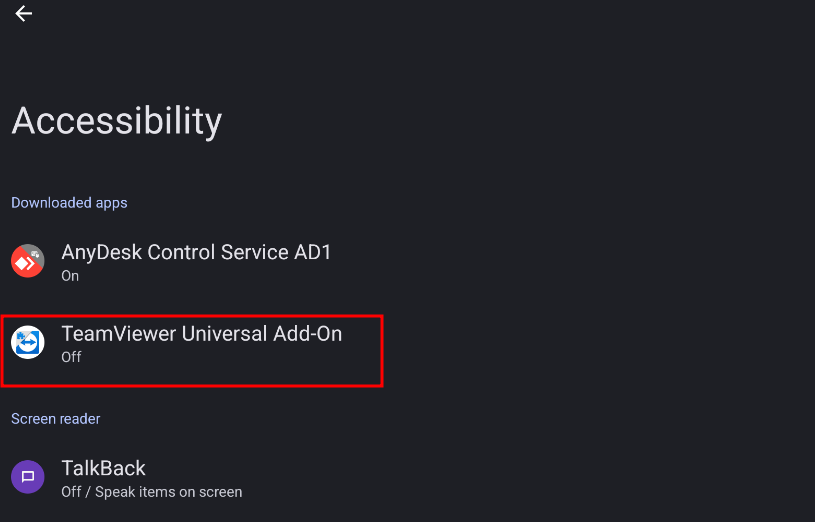 Accessibility
Downloaded apps
AnyDesk Control Service AD1
On
TeamViewer Universal Add-On
Off
Screen reader
TalkBack
Off / Speak items on screen